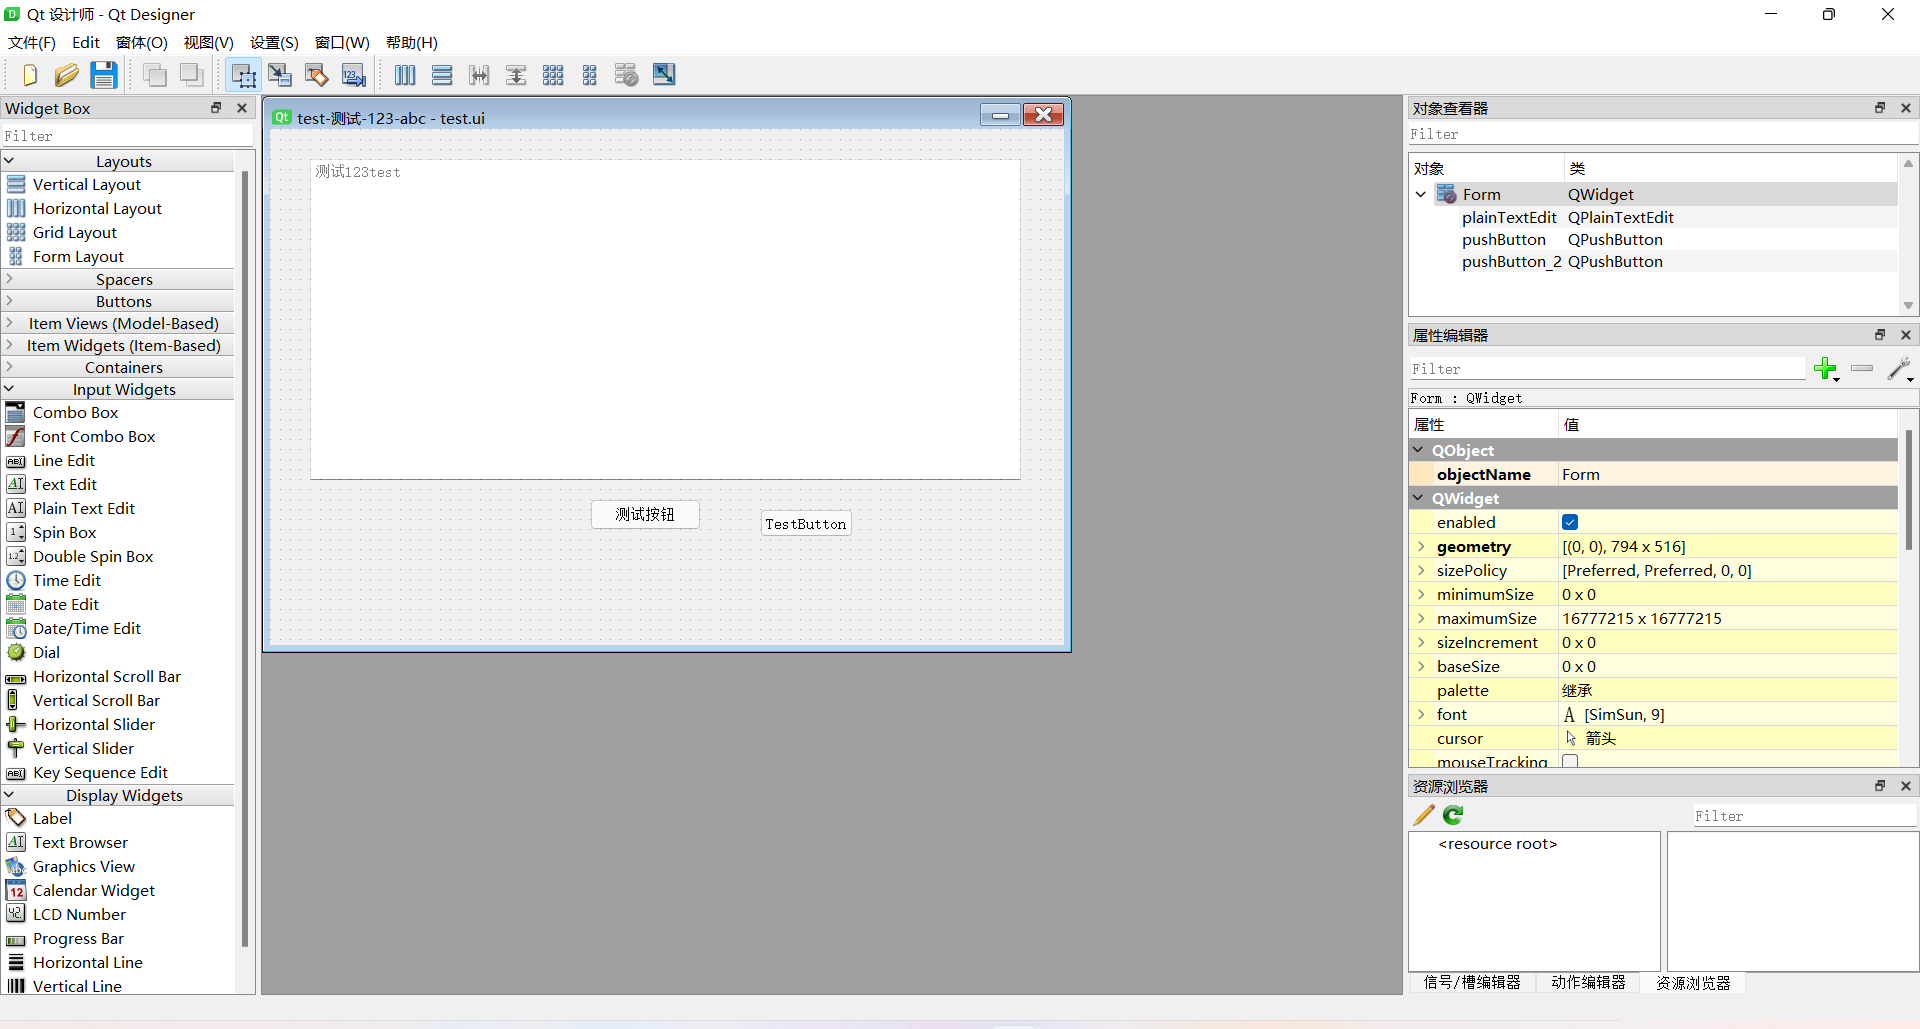 Qt 设计师 - Qt Designer
文件(F) Edit 窗体(O) 视图(V) 设置(S) 窗口(W) 帮助(H)
Widget Box
Filter
Layouts
Vertical Layout
Horizontal Layout
Grid Layout
Form Layout
Spacers
Buttons
Item Views (Model-Based)
Item Widgets (Item-Based)
Containers
Input Widgets
Combo Box
Font Combo Box
Line Edit
Text Edit
Plain Text Edit
Spin Box
Double Spin Box
Time Edit
Date Edit
Date/Time Edit
Dial
Horizontal Scroll Bar
Vertical Scroll Bar
Horizontal Slider
Vertical Slider
Key Sequence Edit
Display Widgets
Label
Text Browser
Graphics View
Calendar Widget
LCD Number
Progress Bar
Horizontal Line
Vertical Line
test-测试-123-abc - test.ui
测试123test
测试按钮
TestButton
对象查看器
Filter
对象 类
Form QWidget
plainTextEdit QPlainTextEdit
pushButton QPushButton
pushButton_2 QPushButton
属性编辑器
Filter
Form : QWidget
属性 值
QObject
objectName Form
QWidget
enabled
geometry [(0, 0), 794 x 516]
sizePolicy [Preferred, Preferred, 0, 0]
minimumSize 0 x 0
maximumSize 16777215 x 16777215
sizeIncrement 0 x 0
baseSize 0 x 0
palette 继承
font A [SimSun, 9]
cursor 箭头
mouseTracking
资源浏览器
Filter
<resource root>
信号/槽编辑器 动作编辑器 资源浏览器